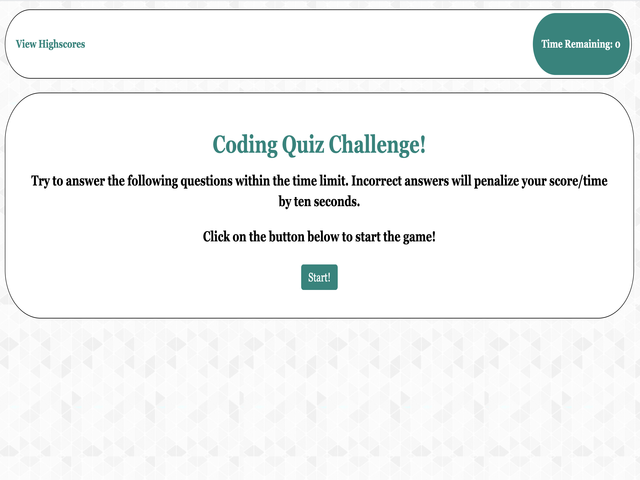 View Highscores
Time Remaining: 0
Coding Quiz Challenge!
Try to answer the following questions within the time limit. Incorrect answers will penalize your score/time
by ten seconds.
Click on the button below to start the game!
Start!